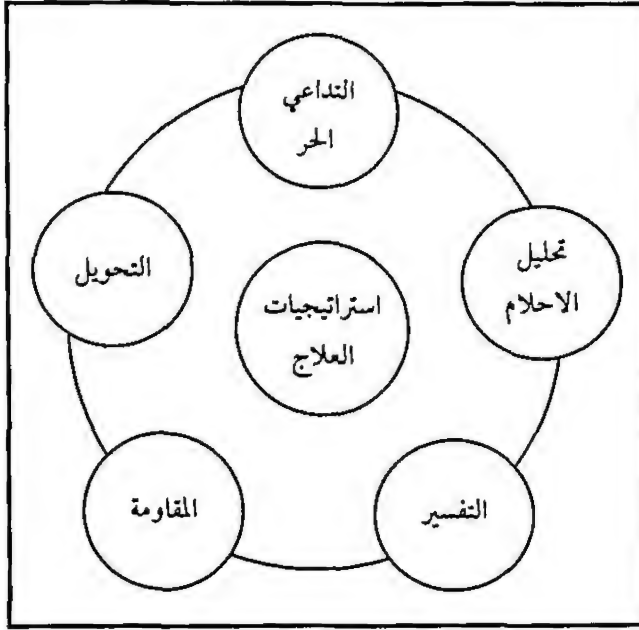 التداعي
الحر
تحليل
الاحلام
التفسير
المقاومة
التحويل
استراتيجيات
العلاج